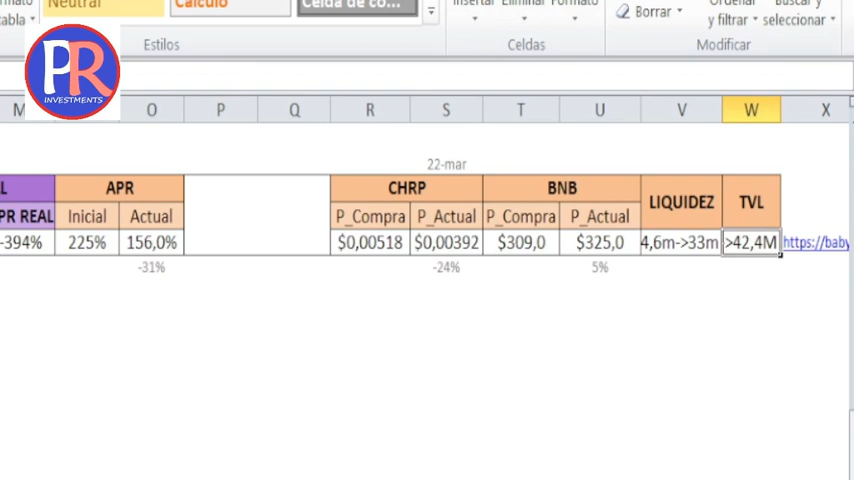 Neutral
Cálculo
Celda de co...
Insertar
Eliminar
Formato
Ordenar
Buscar y
Borrar
y filtrar
seleccionar
Estilos
Celdas
Modificar
PR
INVESTMENTS
M O P Q R S T U V W X
22-mar
APR CHRP BNB LIQUIDEZ TVL
PR REAL Inicial Actual P_Compra P_Actual P_Compra P_Actual
-394% 225% 156,0% $0,00518 $0,00392 $309,0 $325,0 4,6m->33m >42,4M https://baby
-31% -24% 5%